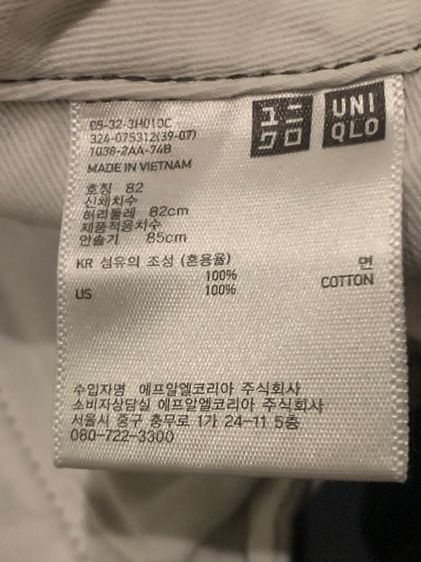 05-32-3H010C
324-075312(39-07)
1038-2AA-74B
MADE IN VIETNAM
ユニ
クロ
UNI
QLO
호칭 82
신체치수
허리둘레 82cm
제품적용치수
안솔기 85cm
KR 섬유의 조성 (혼용율) 면
100%
US 100% COTTON
수입자명 에프알엘코리아 주식회사
소비자상담실 에프알엘코리아 주식회사
서울시 중구 충무로 1가 24-11 5층
080-722-3300